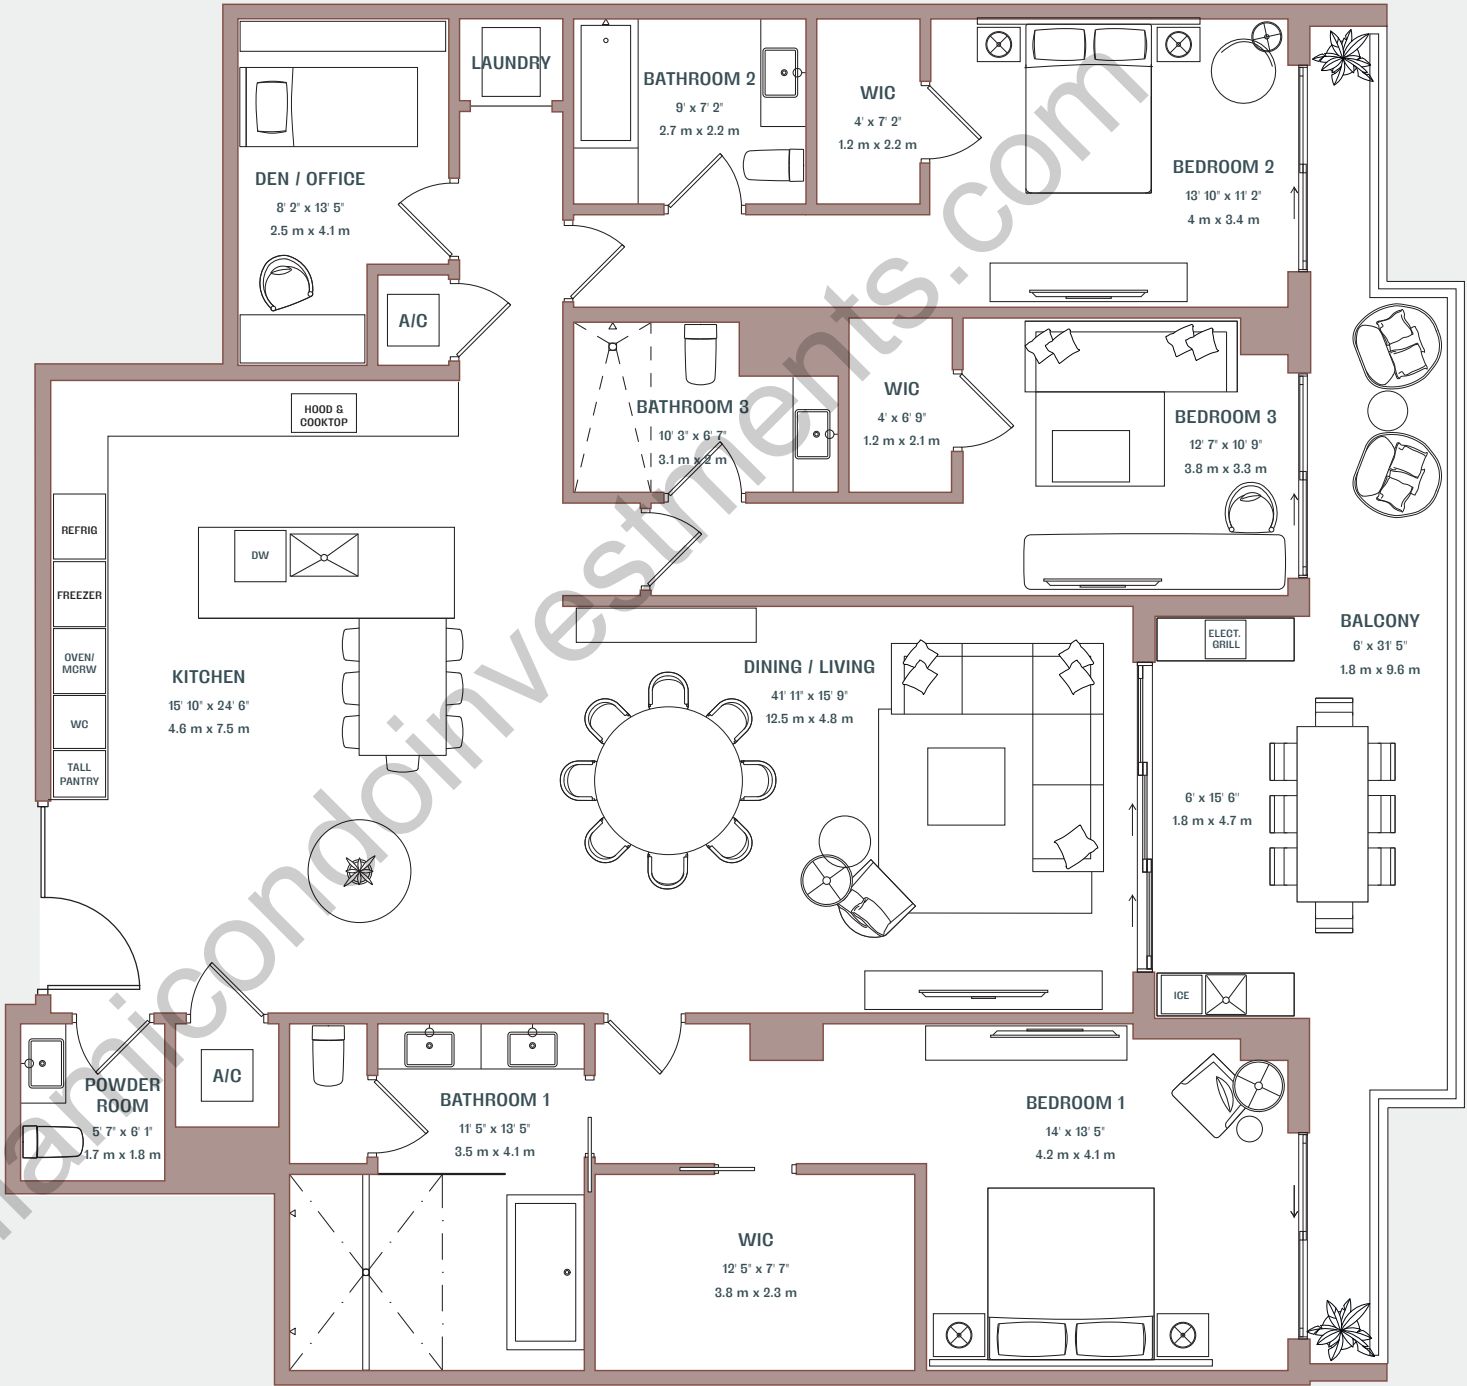 LAUNDRY
BATHROOM 2
9' x 7' 2"
2.7 m x 2.2 m
WIC
4' x 7' 2"
1.2 m x 2.2 m
BEDROOM 2
13' 10" x 11' 2"
4 m x 3.4 m
DEN / OFFICE
8' 2" x 13' 5"
2.5 m x 4.1 m
A/C
HOOD &
COOKTOP
BATHROOM 3
10' 3" x 6' 7"
3.1 m x 2 m
WIC
4' x 6' 9"
1.2 m x 2.1 m
BEDROOM 3
12' 7" x 10' 9"
3.8 m x 3.3 m
REFRIG
FREEZER
OVEN/
MCRW
WC
TALL
PANTRY
DW
KITCHEN
15' 10" x 24' 6"
4.6 m x 7.5 m
DINING / LIVING
41' 11" x 15' 9"
12.5 m x 4.8 m
ELECT.
GRILL
BALCONY
6' x 31' 5"
1.8 m x 9.6 m
6' x 15' 6"
1.8 m x 4.7 m
ICE
POWDER
ROOM
5' 7" x 6' 1"
1.7 m x 1.8 m
A/C
BATHROOM 1
11' 5" x 13' 5"
3.5 m x 4.1 m
BEDROOM 1
14' x 13' 5"
4.2 m x 4.1 m
WIC
12' 5" x 7' 7"
3.8 m x 2.3 m
amicondoinvestments.com